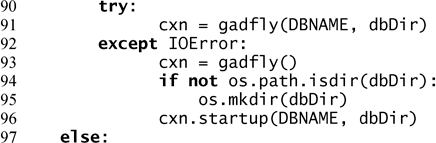 90          try:
91              cxn = gadfly(DBNAME, dbDir)
92          except IOError:
93              cxn = gadfly()
94              if not os.path.isdir(dbDir):
95                  os.mkdir(dbDir)
96              cxn.startup(DBNAME, dbDir)
97      else: